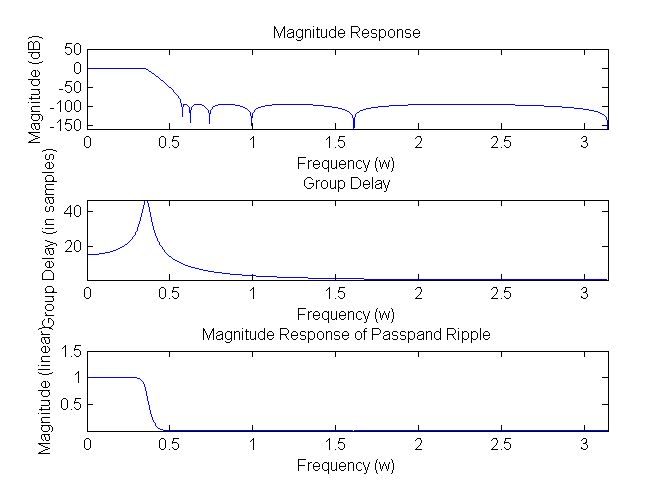 Magnitude Response
Magnitude (dB)
50
0
-50
-100
-150
0 0.5 1 1.5 2 2.5 3
Frequency (w)
Group Delay
Group Delay (in samples)
40
20
0 0.5 1 1.5 2 2.5 3
Frequency (w)
Magnitude Response of Passpand Ripple
Magnitude (linear)
1.5
1
0.5
0 0.5 1 1.5 2 2.5 3
Frequency (w)